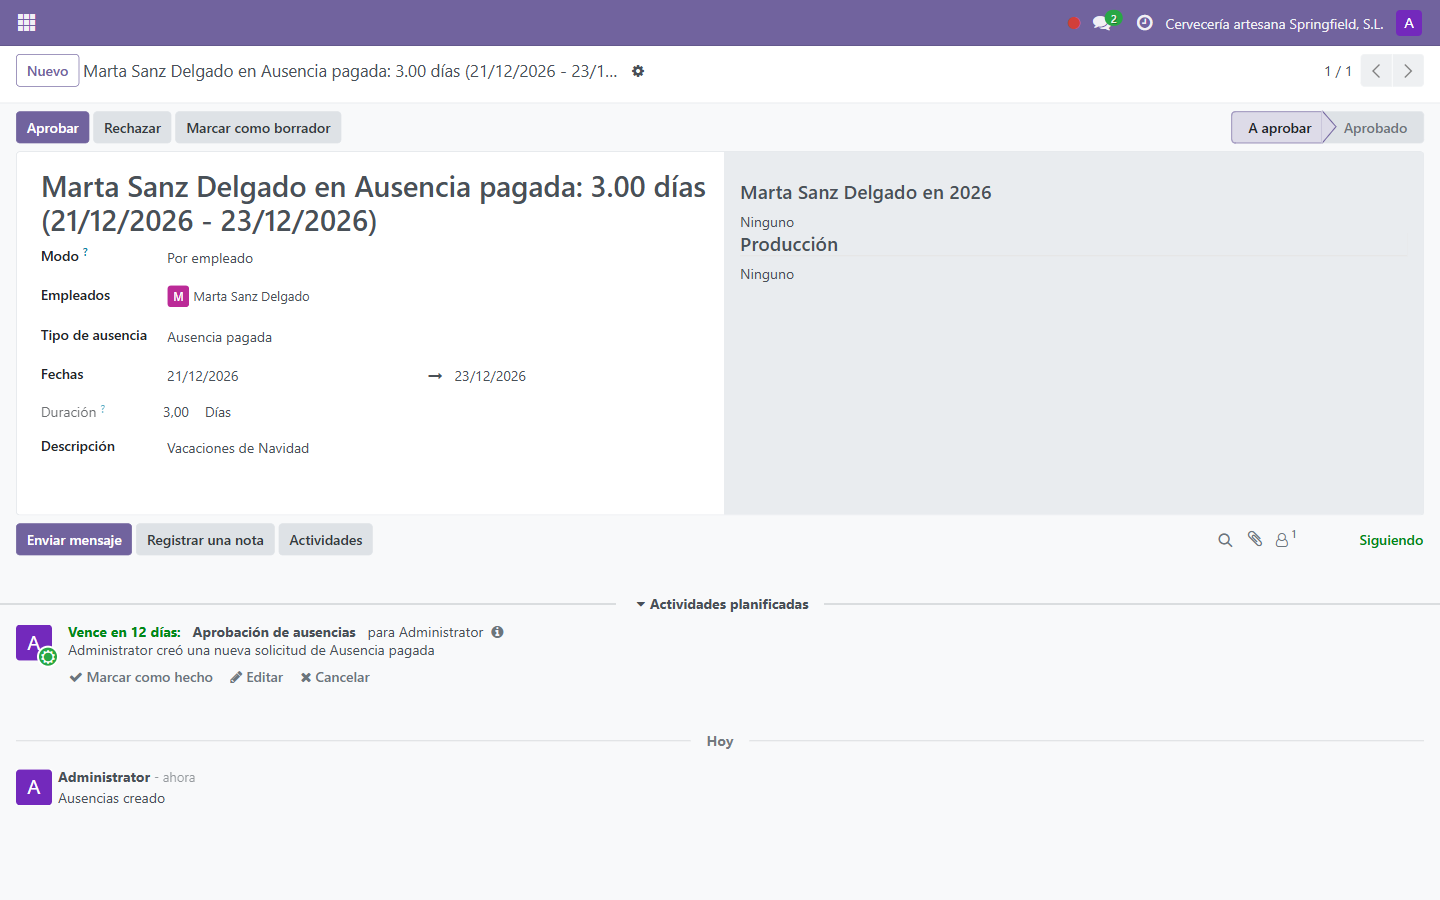 2
Cervecería artesana Springfield, S.L.
A
Nuevo
Marta Sanz Delgado en Ausencia pagada: 3.00 días (21/12/2026 - 23/1...
1 / 1
Aprobar
Rechazar
Marcar como borrador
A aprobar
Aprobado
Marta Sanz Delgado en Ausencia pagada: 3.00 días
(21/12/2026 - 23/12/2026)
Modo ?
Por empleado
Empleados
M Marta Sanz Delgado
Tipo de ausencia
Ausencia pagada
Fechas
21/12/2026 → 23/12/2026
Duración ?
3,00 Días
Descripción
Vacaciones de Navidad
Marta Sanz Delgado en 2026
Ninguno
Producción
Ninguno
Enviar mensaje
Registrar una nota
Actividades
1
Siguiendo
Actividades planificadas
A
Vence en 12 días: Aprobación de ausencias para Administrator
Administrator creó una nueva solicitud de Ausencia pagada
Marcar como hecho
Editar
Cancelar
Hoy
A
Administrator - ahora
Ausencias creado